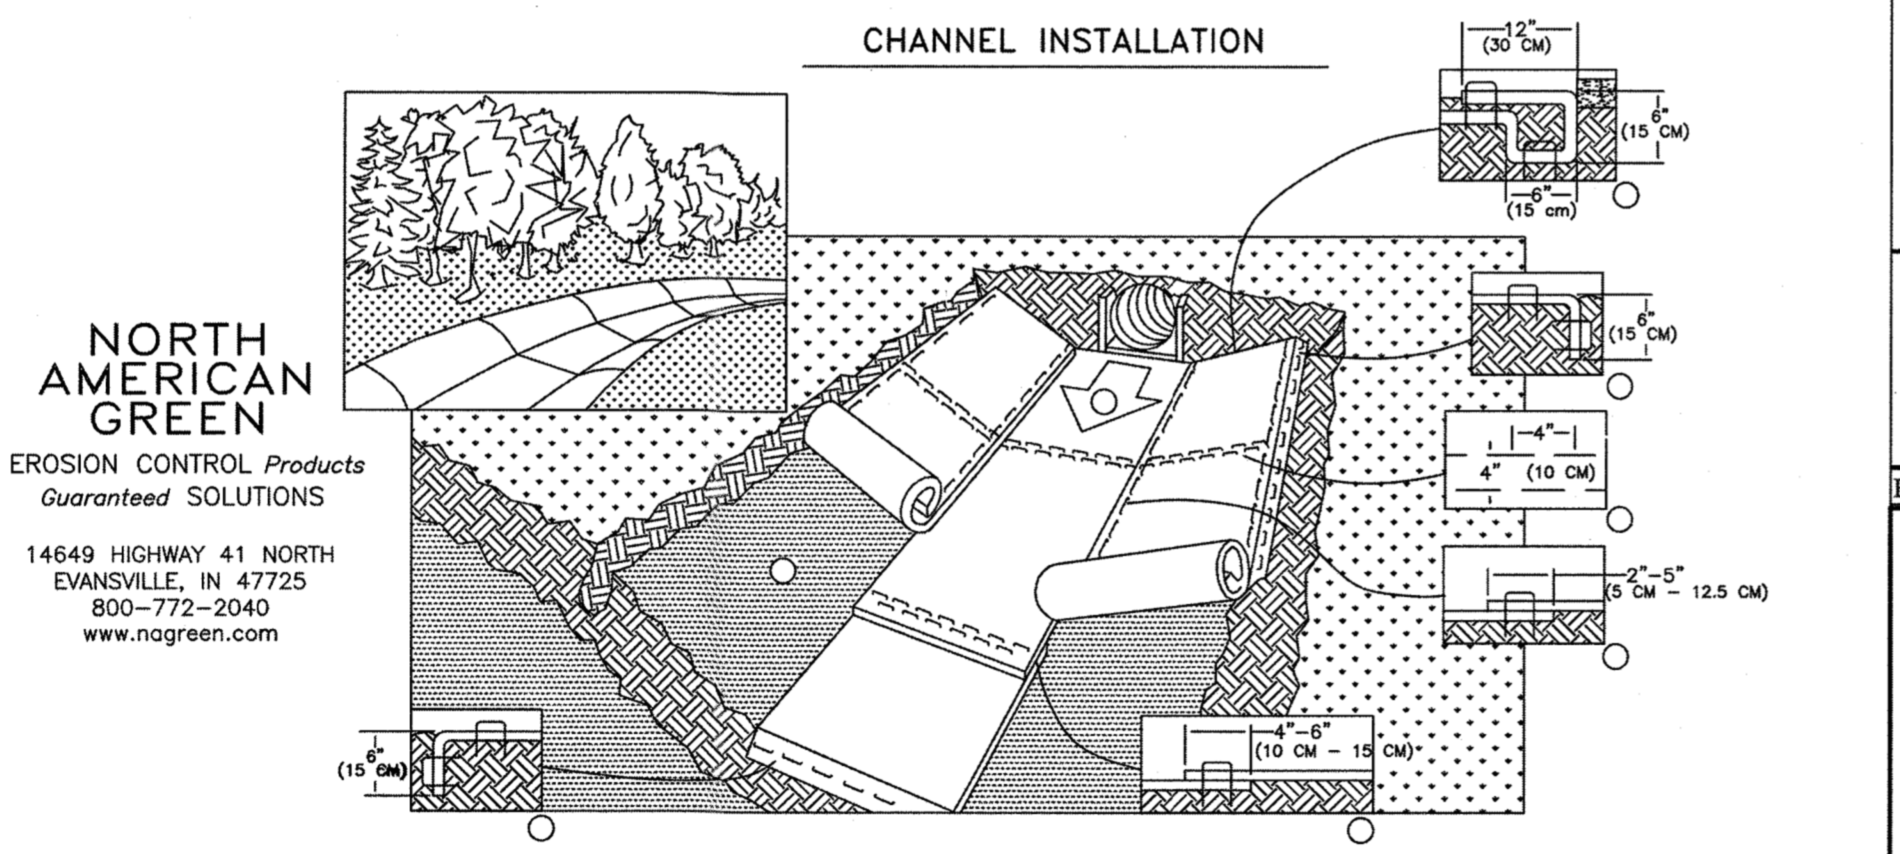 CHANNEL INSTALLATION
12"
(30 CM)
6"
(15 CM)
6"
(15 cm)
6"
(15 CM)
4"
4" (10 CM)
2"-5"
(5 CM - 12.5 CM)
4"-6"
(10 CM - 15 CM)
6"
(15 CM)
NORTH
AMERICAN
GREEN
EROSION CONTROL Products
Guaranteed SOLUTIONS
14649 HIGHWAY 41 NORTH
EVANSVILLE, IN 47725
800-772-2040
www.nagreen.com